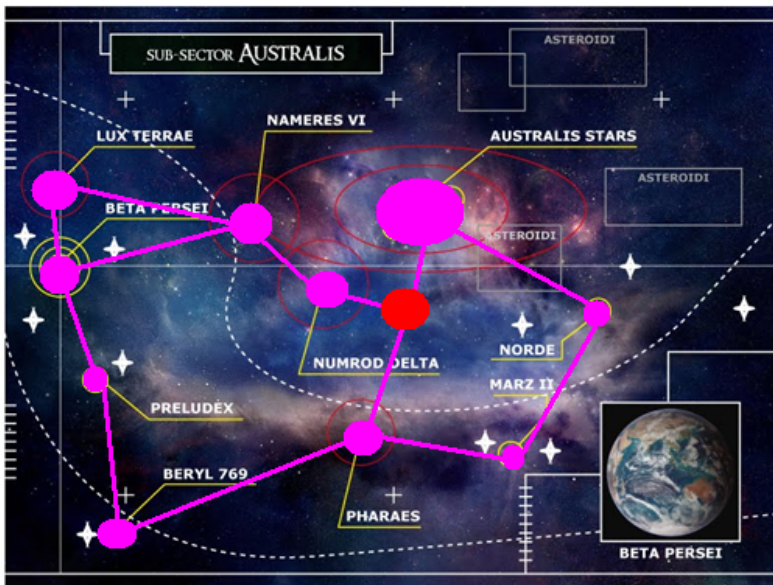 SUB-SECTOR AUSTRALIS
ASTEROIDI
NAMERES VI
LUX TERRAE
AUSTRALIS STARS
ASTEROIDI
BETA PERSEI
ASTEROIDI
NORDE
NUMROD DELTA
MARZ II
PRELUDEX
BERYL 769
PHARAES
BETA PERSEI